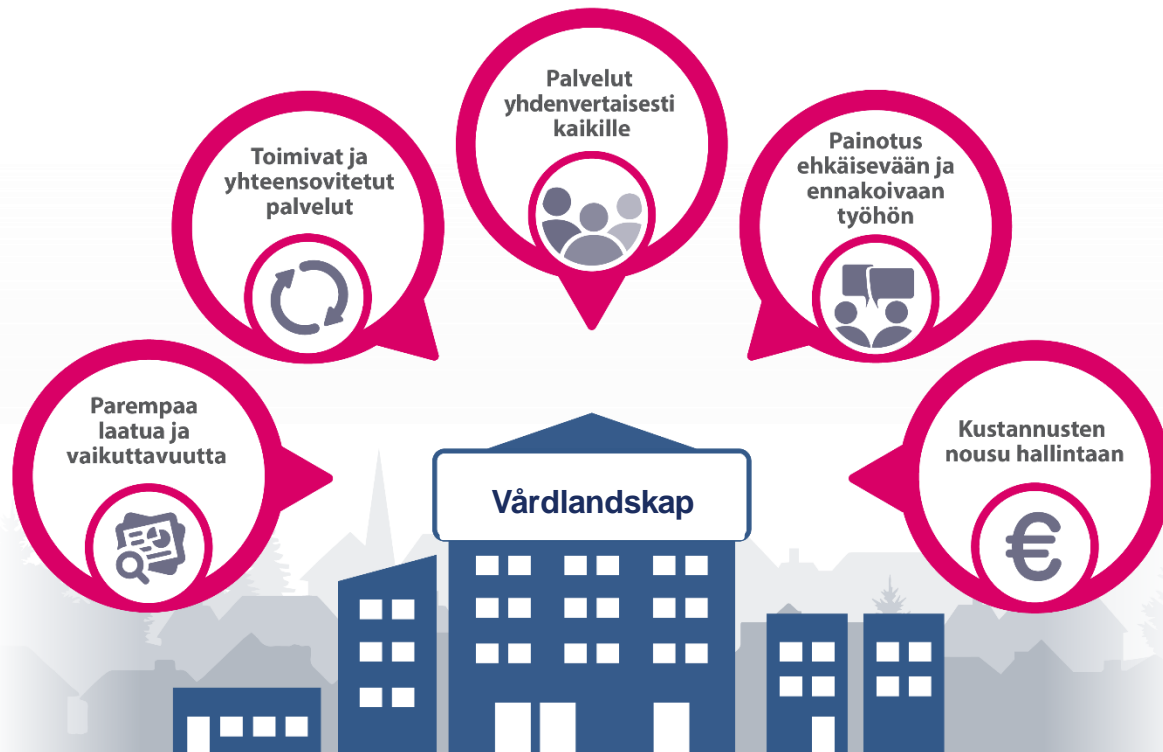 Parempaa
laatua ja
vaikuttavuutta
Toimivat ja
yhteensovitetut
palvelut
Palvelut
yhdenvertaisesti
kaikille
Painotus
ehkäisevään ja
ennakoivaan
työhön
Kustannusten
nousu hallintaan
€
Vårdlandskap